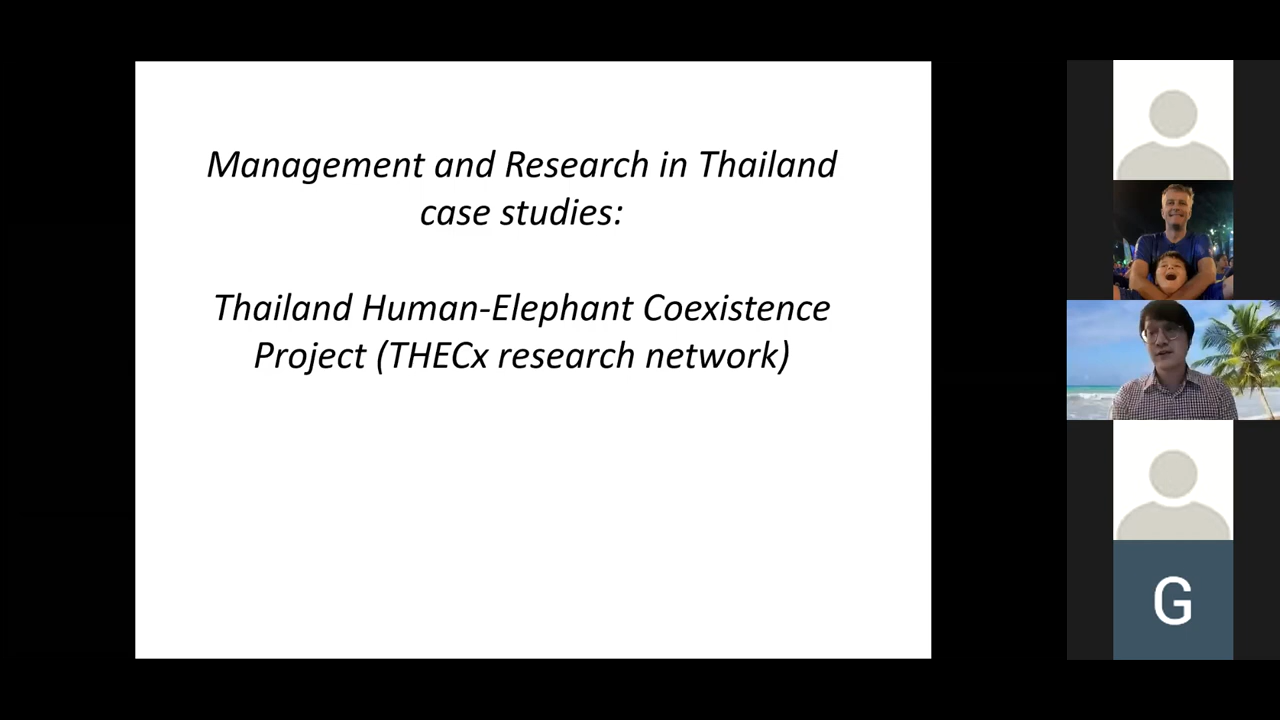 Management and Research in Thailand
case studies:
Thailand Human-Elephant Coexistence
Project (THECx research network)
G